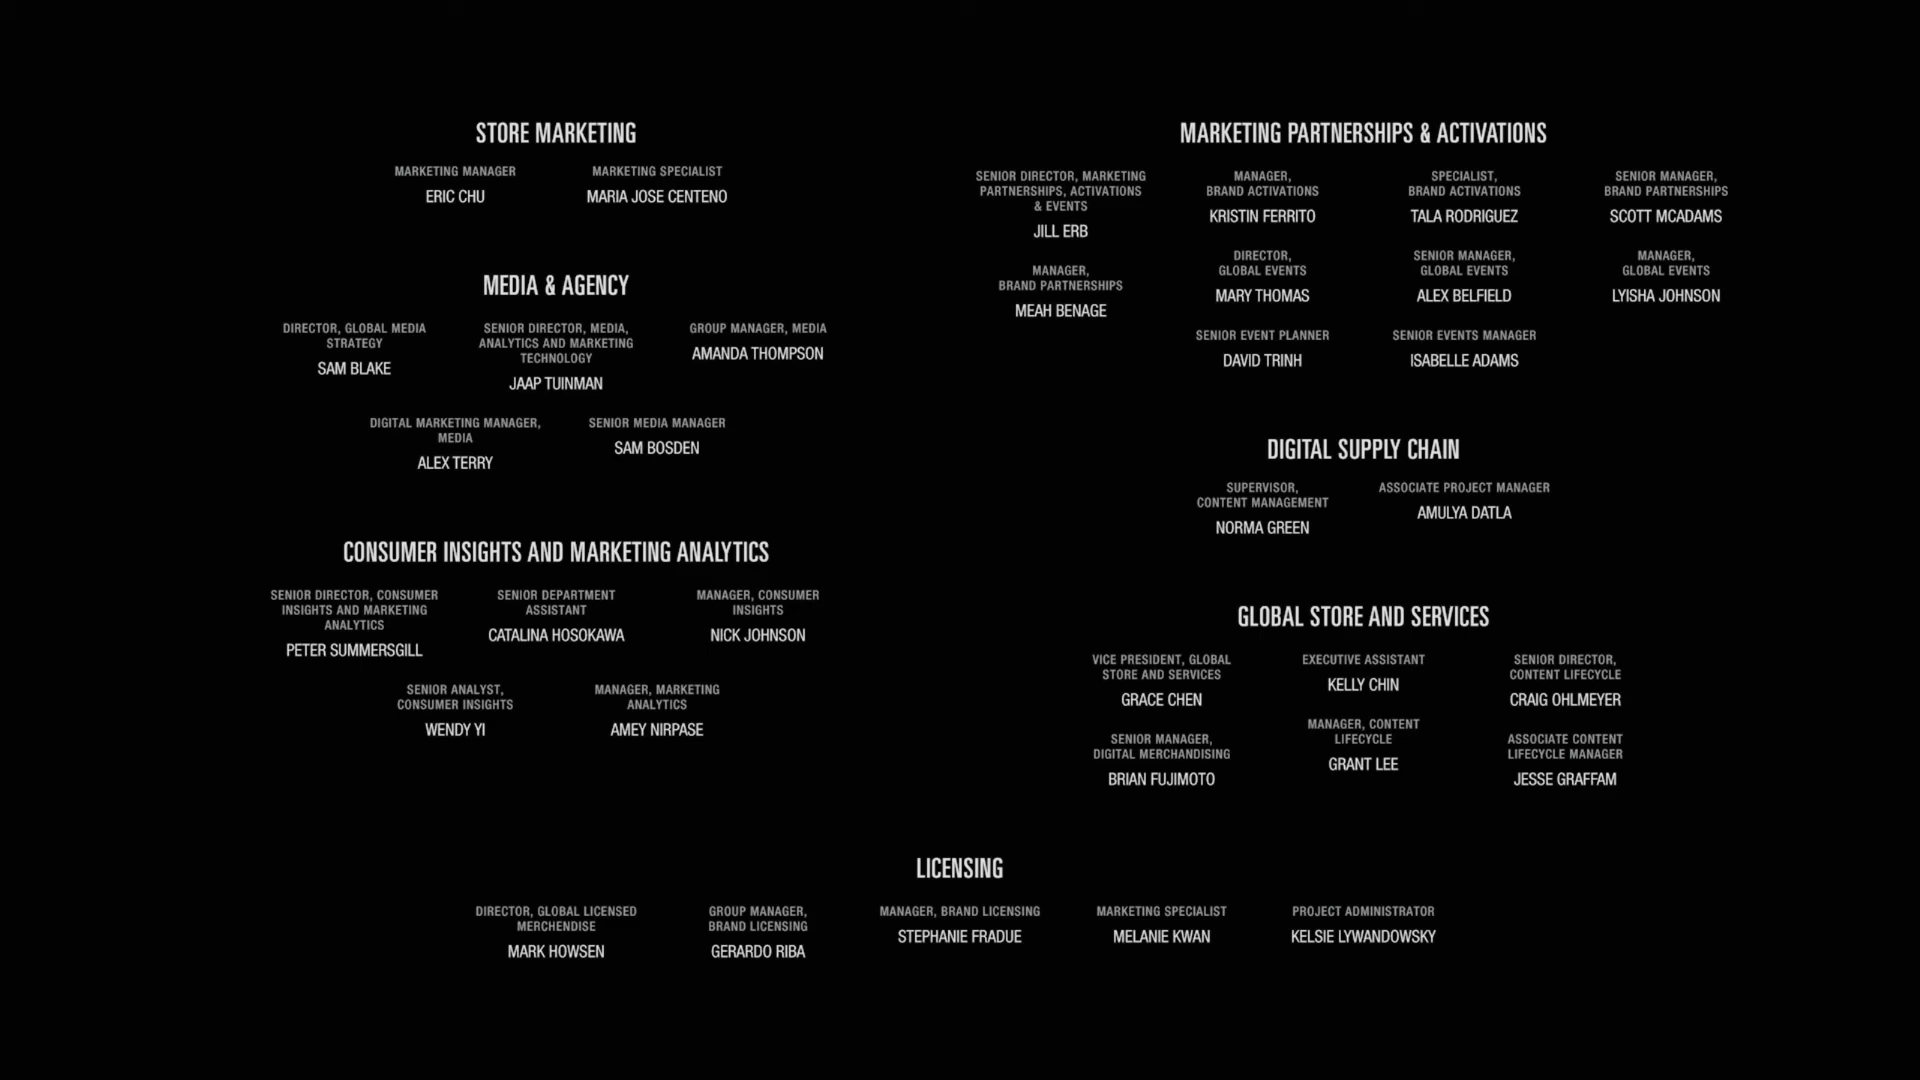 STORE MARKETING
MARKETING MANAGER
ERIC CHU
MARKETING SPECIALIST
MARIA JOSE CENTENO
MEDIA & AGENCY
DIRECTOR, GLOBAL MEDIA
STRATEGY
SAM BLAKE
SENIOR DIRECTOR, MEDIA,
ANALYTICS AND MARKETING
TECHNOLOGY
JAAP TUINMAN
GROUP MANAGER, MEDIA
AMANDA THOMPSON
DIGITAL MARKETING MANAGER,
MEDIA
ALEX TERRY
SENIOR MEDIA MANAGER
SAM BOSDEN
CONSUMER INSIGHTS AND MARKETING ANALYTICS
SENIOR DIRECTOR, CONSUMER
INSIGHTS AND MARKETING
ANALYTICS
PETER SUMMERSGILL
SENIOR DEPARTMENT
ASSISTANT
CATALINA HOSOKAWA
MANAGER, CONSUMER
INSIGHTS
NICK JOHNSON
SENIOR ANALYST,
CONSUMER INSIGHTS
WENDY YI
MANAGER, MARKETING
ANALYTICS
AMEY NIRPASE
MARKETING PARTNERSHIPS & ACTIVATIONS
SENIOR DIRECTOR, MARKETING
PARTNERSHIPS, ACTIVATIONS
& EVENTS
JILL ERB
MANAGER,
BRAND ACTIVATIONS
KRISTIN FERRITO
SPECIALIST,
BRAND ACTIVATIONS
TALA RODRIGUEZ
SENIOR MANAGER,
BRAND PARTNERSHIPS
SCOTT MCADAMS
MANAGER,
BRAND PARTNERSHIPS
MEAH BENAGE
DIRECTOR,
GLOBAL EVENTS
MARY THOMAS
SENIOR MANAGER,
GLOBAL EVENTS
ALEX BELFIELD
MANAGER,
GLOBAL EVENTS
LYISHA JOHNSON
SENIOR EVENT PLANNER
DAVID TRINH
SENIOR EVENTS MANAGER
ISABELLE ADAMS
DIGITAL SUPPLY CHAIN
SUPERVISOR,
CONTENT MANAGEMENT
NORMA GREEN
ASSOCIATE PROJECT MANAGER
AMULYA DATLA
GLOBAL STORE AND SERVICES
VICE PRESIDENT, GLOBAL
STORE AND SERVICES
GRACE CHEN
EXECUTIVE ASSISTANT
KELLY CHIN
SENIOR DIRECTOR,
CONTENT LIFECYCLE
CRAIG OHLMEYER
SENIOR MANAGER,
DIGITAL MERCHANDISING
BRIAN FUJIMOTO
MANAGER, CONTENT
LIFECYCLE
GRANT LEE
ASSOCIATE CONTENT
LIFECYCLE MANAGER
JESSE GRAFFAM
LICENSING
DIRECTOR, GLOBAL LICENSED
MERCHENDISE
MARK HOWSEN
GROUP MANAGER,
BRAND LICENSING
GERARDO RIBA
MANAGER, BRAND LICENSING
STEPHANIE FRADUE
MARKETING SPECIALIST
MELANIE KWAN
PROJECT ADMINISTRATOR
KELSIE LYWANDOWSKY